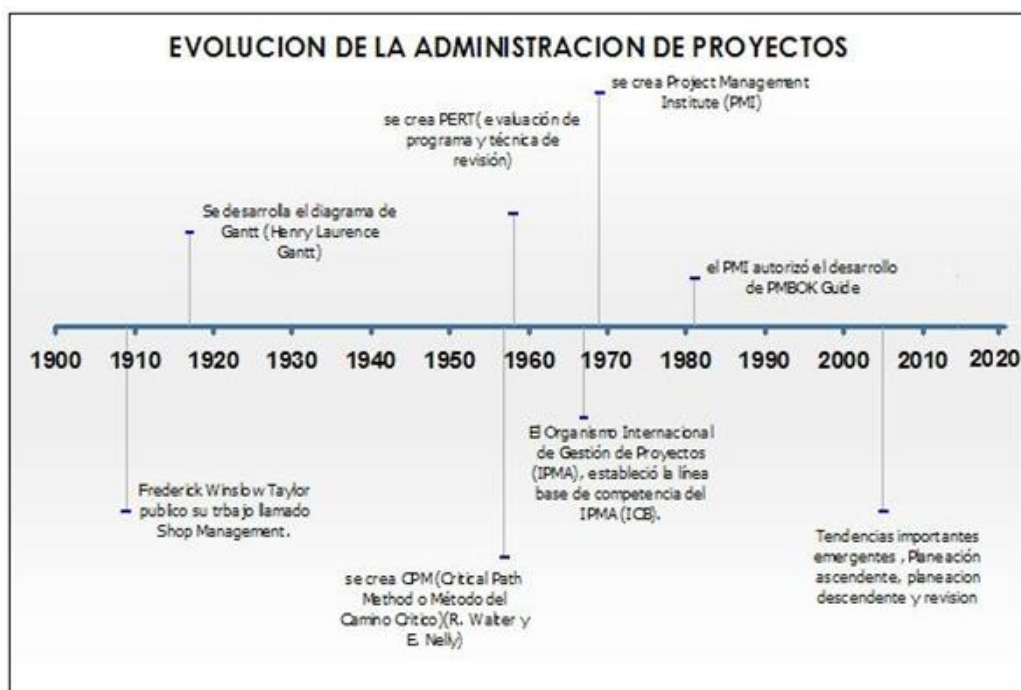 EVOLUCION DE LA ADMINISTRACION DE PROYECTOS
se crea Project Management
Institute (PMI)
se crea PERT( evaluación de
programa y técnica de
revisión)
Se desarrolla el diagrama de
Gantt (Henry Laurence
Gantt)
el PMI autorizó el desarrollo
de PMBOK Guide
1900 1910 1920 1930 1940 1950 1960 1970 1980 1990 2000 2010 2020
Frederick Winslow Taylor
publico su trbajo llamado
Shop Management.
se crea CPM (Critical Path
Method o Método del
Camino Critico)(R. Walter y
E. Nelly)
El Organismo Internacional
de Gestión de Proyectos
(IPMA), estableció la línea
base de competencia del
IPMA (ICB).
Tendencias importantes
emergentes , Planeación
ascendente, planeacion
descendente y revision